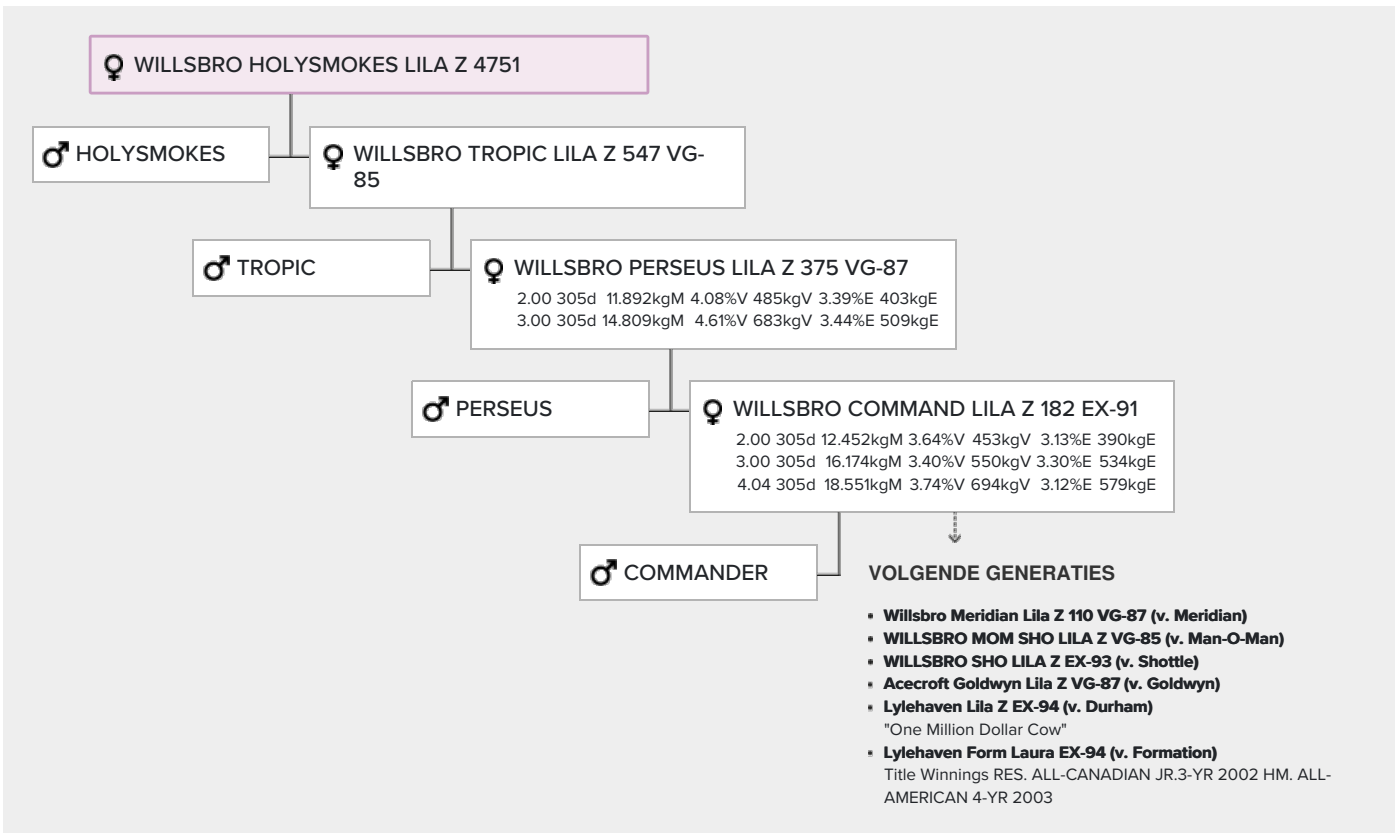 WILLSBRO HOLYSMOKES LILA Z 4751
HOLYSMOKES
WILLSBRO TROPIC LILA Z 547 VG-
85
TROPIC
WILLSBRO PERSEUS LILA Z 375 VG-87
2.00 305d 11.892kgM 4.08%V 485kgV 3.39%E 403kgE
3.00 305d 14.809kgM 4.61%V 683kgV 3.44%E 509kgE
PERSEUS
WILLSBRO COMMAND LILA Z 182 EX-91
2.00 305d 12.452kgM 3.64%V 453kgV 3.13%E 390kgE
3.00 305d 16.174kgM 3.40%V 550kgV 3.30%E 534kgE
4.04 305d 18.551kgM 3.74%V 694kgV 3.12%E 579kgE
COMMANDER
VOLGENDE GENERATIES
Willsbro Meridian Lila Z 110 VG-87 (v. Meridian)
WILLSBRO MOM SHO LILA Z VG-85 (v. Man-O-Man)
WILLSBRO SHO LILA Z EX-93 (v. Shottle)
Acecroft Goldwyn Lila Z VG-87 (v. Goldwyn)
Lylehaven Lila Z EX-94 (v. Durham)
"One Million Dollar Cow"
Lylehaven Form Laura EX-94 (v. Formation)
Title Winnings RES. ALL-CANADIAN JR.3-YR 2002 HM. ALL-
AMERICAN 4-YR 2003